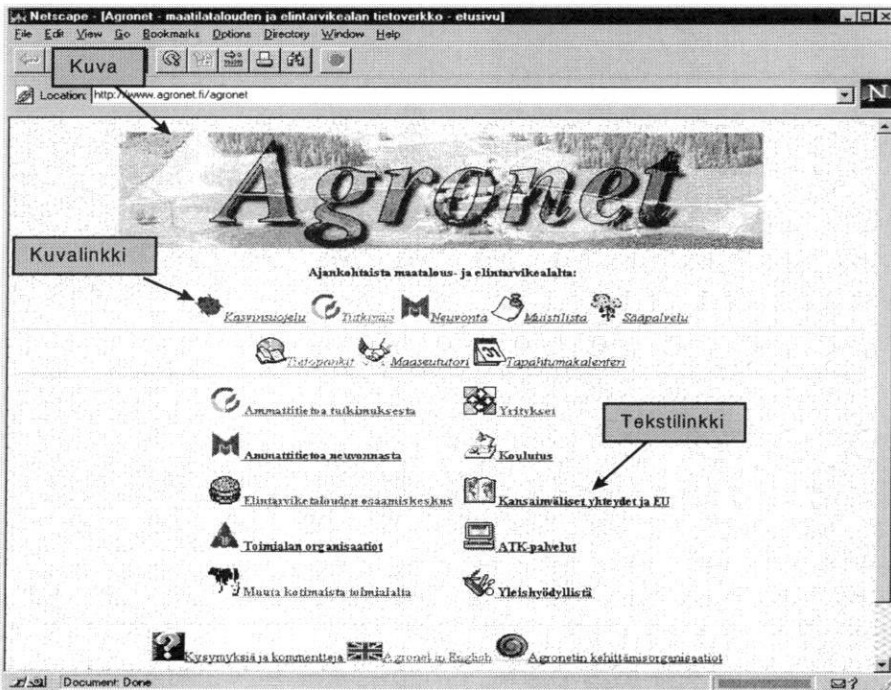 Netscape - [Agronet - maatilatalouden ja elintarvikealan tietoverkko - etusivu]
File Edit View Go Bookmarks Options Directory Window Help
Kuva
Location: http://www.agronet.fi/agronet
N
Agronet
Kuvalinkki
Ajankohtaista maatalous- ja elintarvikealalta:
Kasvinsuojelu Tutkimus Neuvonta Muistilista Sääpalvelu
Tietopankit Maaseututori Tapahtumakalenteri
Ammattitietoa tutkimuksesta Yritykset
Tekstilinkki
Ammattitietoa neuvonnasta Koulutus
Elintarviketalouden osaamiskeskus Kansainväliset yhteydet ja EU
Toimialan organisaatiot ATK-palvelut
Muuta kotimaista toimialalta Yleishyödyllistä
Kysymyksiä ja kommentteja Agronet in English Agronetin kehittämisorganisaatiot
Document: Done